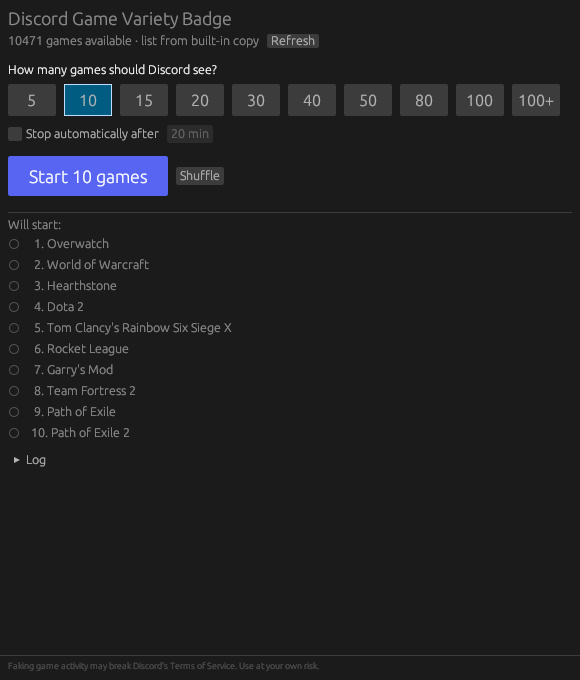 Discord Game Variety Badge
10471 games available · list from built-in copy Refresh
How many games should Discord see?
5 10 15 20 30 40 50 80 100 100+
Stop automatically after 20 min
Start 10 games Shuffle
Will start:
1. Overwatch
2. World of Warcraft
3. Hearthstone
4. Dota 2
5. Tom Clancy's Rainbow Six Siege X
6. Rocket League
7. Garry's Mod
8. Team Fortress 2
9. Path of Exile
10. Path of Exile 2
Log
Faking game activity may break Discord's Terms of Service. Use at your own risk.